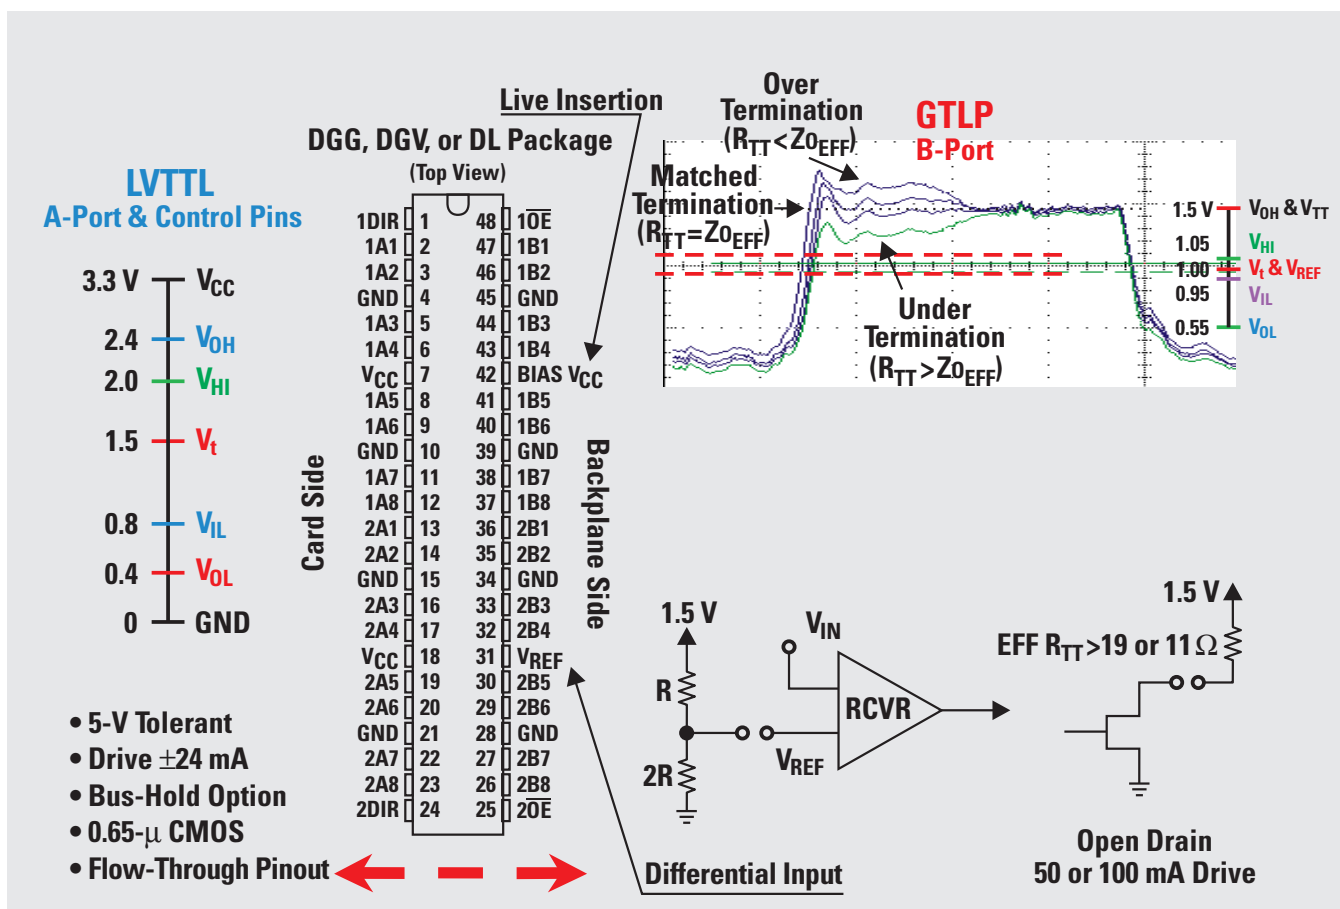 LVTTL
A-Port & Control Pins
3.3 V VCC
2.4 VOH
2.0 VHI
1.5 Vt
0.8 VIL
0.4 VOL
0 GND
• 5-V Tolerant
• Drive ±24 mA
• Bus-Hold Option
• 0.65-μ CMOS
• Flow-Through Pinout
Live Insertion
DGG, DGV, or DL Package
(Top View)
Card Side
Backplane Side
1DIR 1 48 1O̅E̅
1A1 2 47 1B1
1A2 3 46 1B2
GND 4 45 GND
1A3 5 44 1B3
1A4 6 43 1B4
VCC 7 42 BIAS VCC
1A5 8 41 1B5
1A6 9 40 1B6
GND 10 39 GND
1A7 11 38 1B7
1A8 12 37 1B8
2A1 13 36 2B1
2A2 14 35 2B2
GND 15 34 GND
2A3 16 33 2B3
2A4 17 32 2B4
VCC 18 31 VREF
2A5 19 30 2B5
2A6 20 29 2B6
GND 21 28 GND
2A7 22 27 2B7
2A8 23 26 2B8
2DIR 24 25 2O̅E̅
Differential Input
Over
Termination
(RTT<ZoEFF)
GTLP
B-Port
Matched
Termination
(RTT=ZoEFF)
Under
Termination
(RTT>ZoEFF)
1.5 V VOH & VTT
1.05 VHI
1.00 Vt & VREF
0.95 VIL
0.55 VOL
1.5 V
R
2R
VIN
VREF
RCVR
1.5 V
EFF RTT>19 or 11 Ω
Open Drain
50 or 100 mA Drive